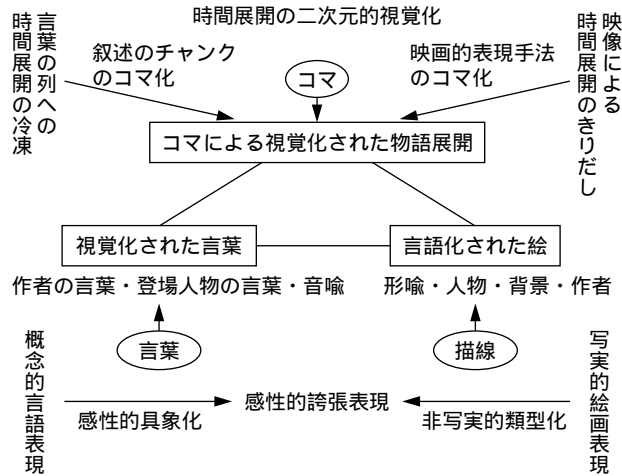 時間展開の二次元的視覚化
言葉の列への
時間展開の冷凍
叙述のチャンク
のコマ化
コマ
映画的表現手法
のコマ化
映像による
時間展開のきりだし
コマによる視覚化された物語展開
視覚化された言葉
言語化された絵
作者の言葉・登場人物の言葉・音喩
形喩・人物・背景・作者
概念的言語表現
言葉
描線
写実的絵画表現
感性的具象化
感性的誇張表現
非写実的類型化